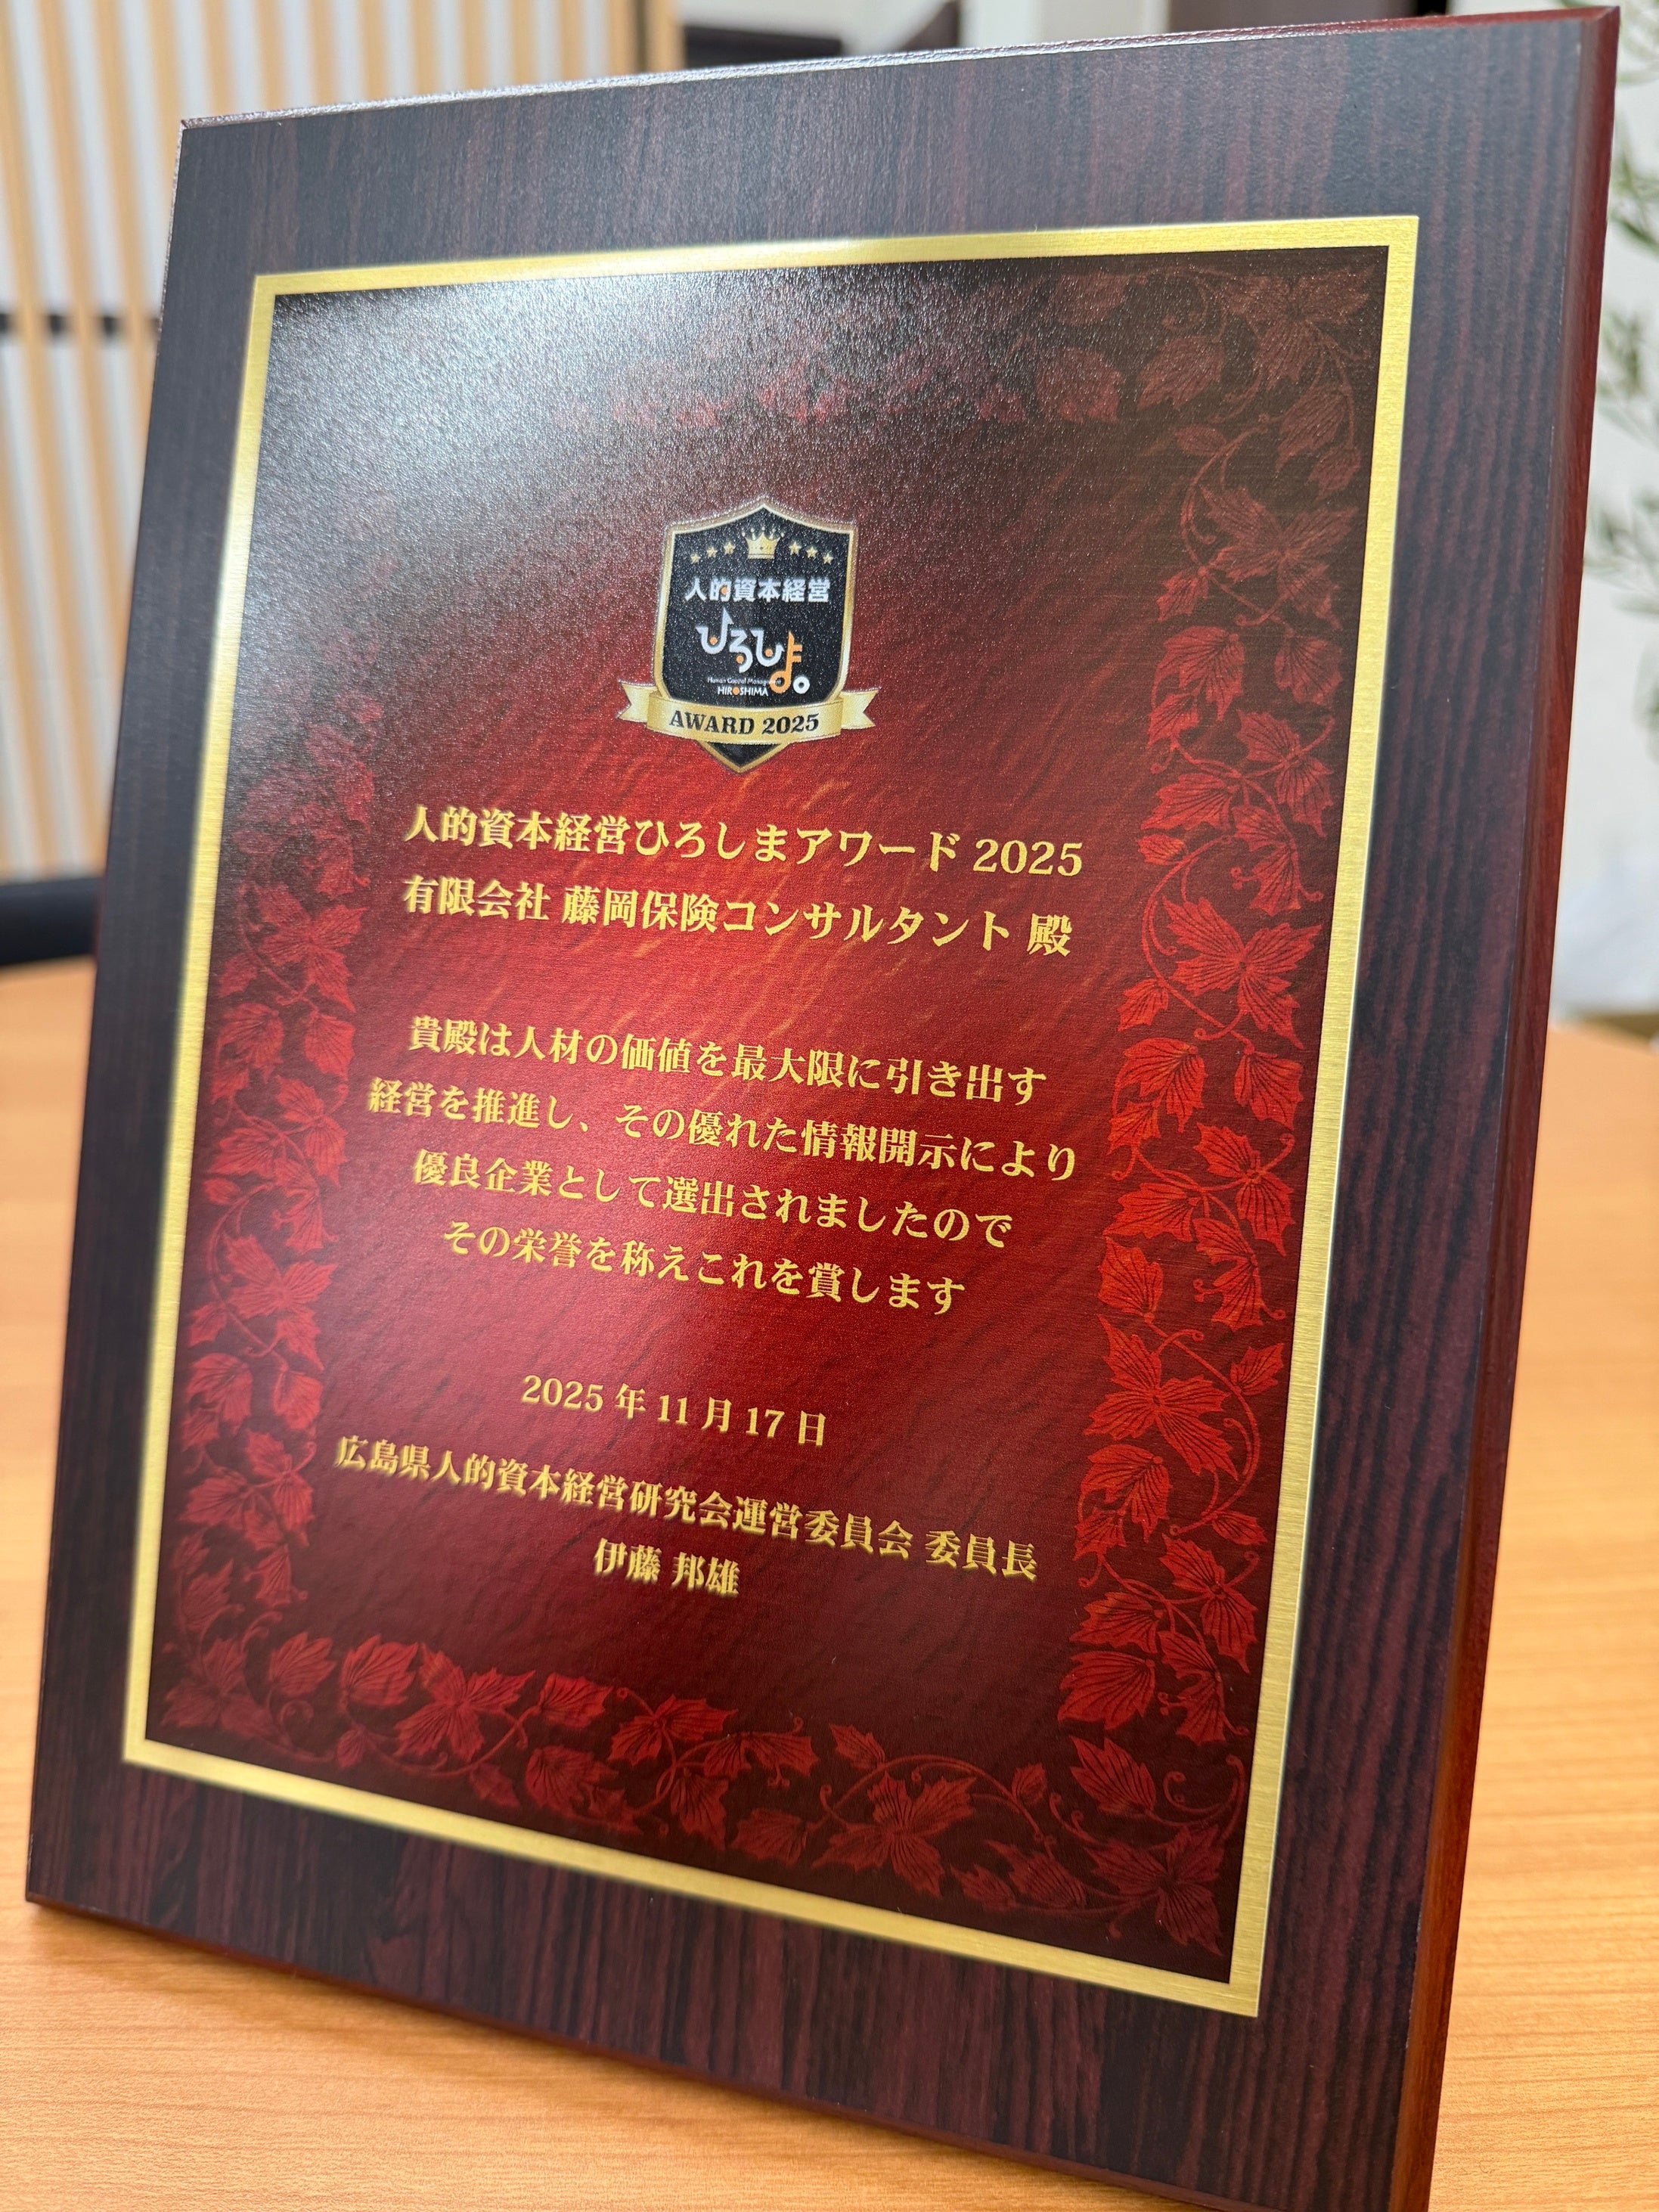 人的資本経営
ひろしま。
Human Capital Management
HIROSHIMA
AWARD 2025
人的資本経営ひろしまアワード 2025
有限会社 藤岡保険コンサルタント 殿
貴殿は人材の価値を最大限に引き出す
経営を推進し、その優れた情報開示により
優良企業として選出されましたので
その栄誉を称えこれを賞します
2025 年 11 月 17 日
広島県人的資本経営研究会運営委員会 委員長
伊藤 邦雄